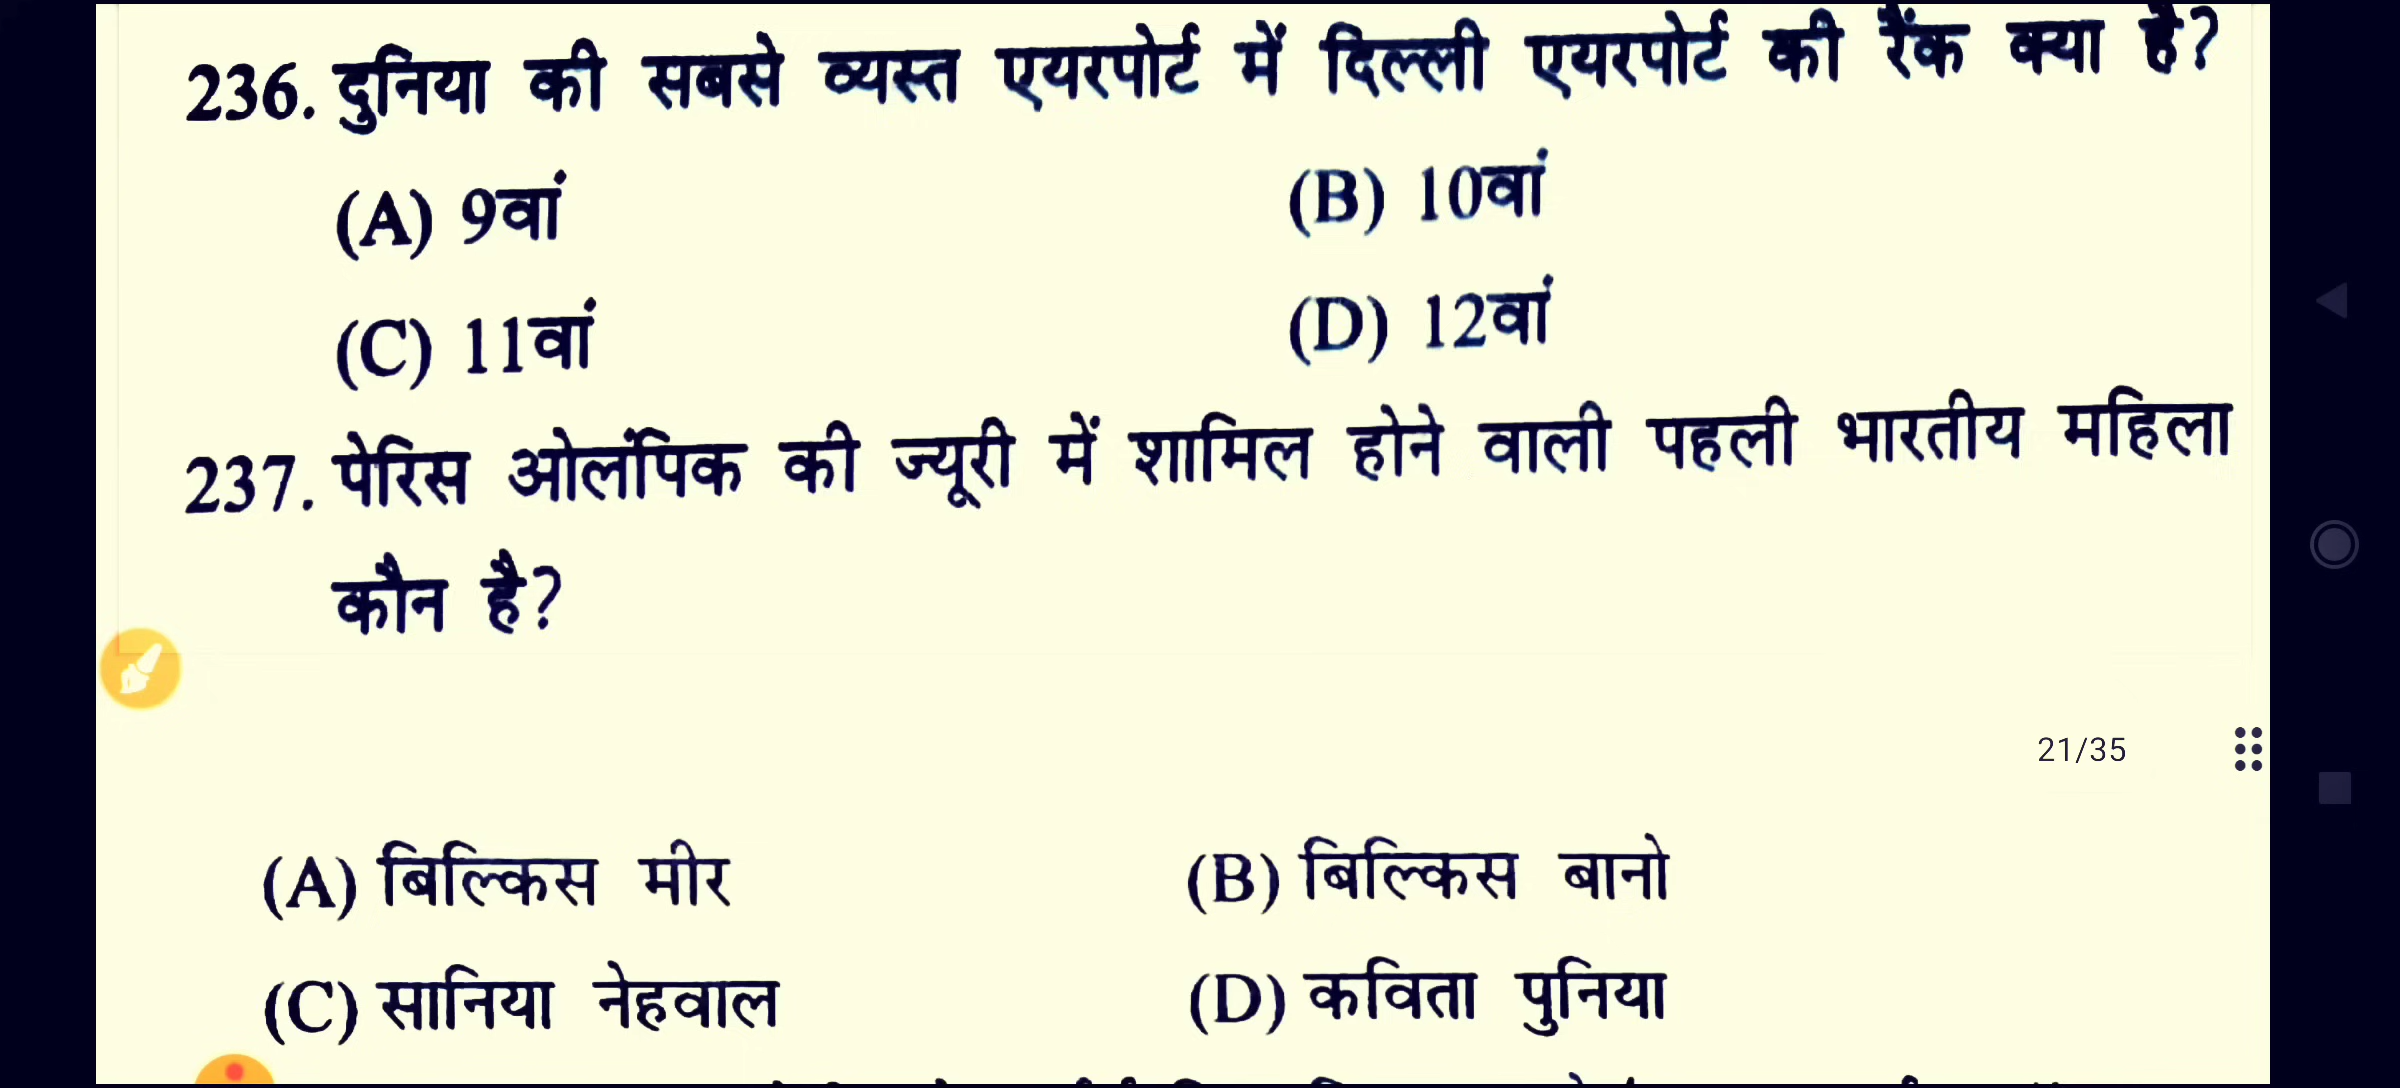 236. दुनिया की सबसे व्यस्त एयरपोर्ट में दिल्ली एयरपोर्ट की रैंक क्या है?
(A) 9वां (B) 10वां
(C) 11वां (D) 12वां
237. पेरिस ओलंपिक की ज्यूरी में शामिल होने वाली पहली भारतीय महिला
कौन है?
21/35
(A) बिल्किस मीर (B) बिल्किस बानो
(C) सानिया नेहवाल (D) कविता पुनिया